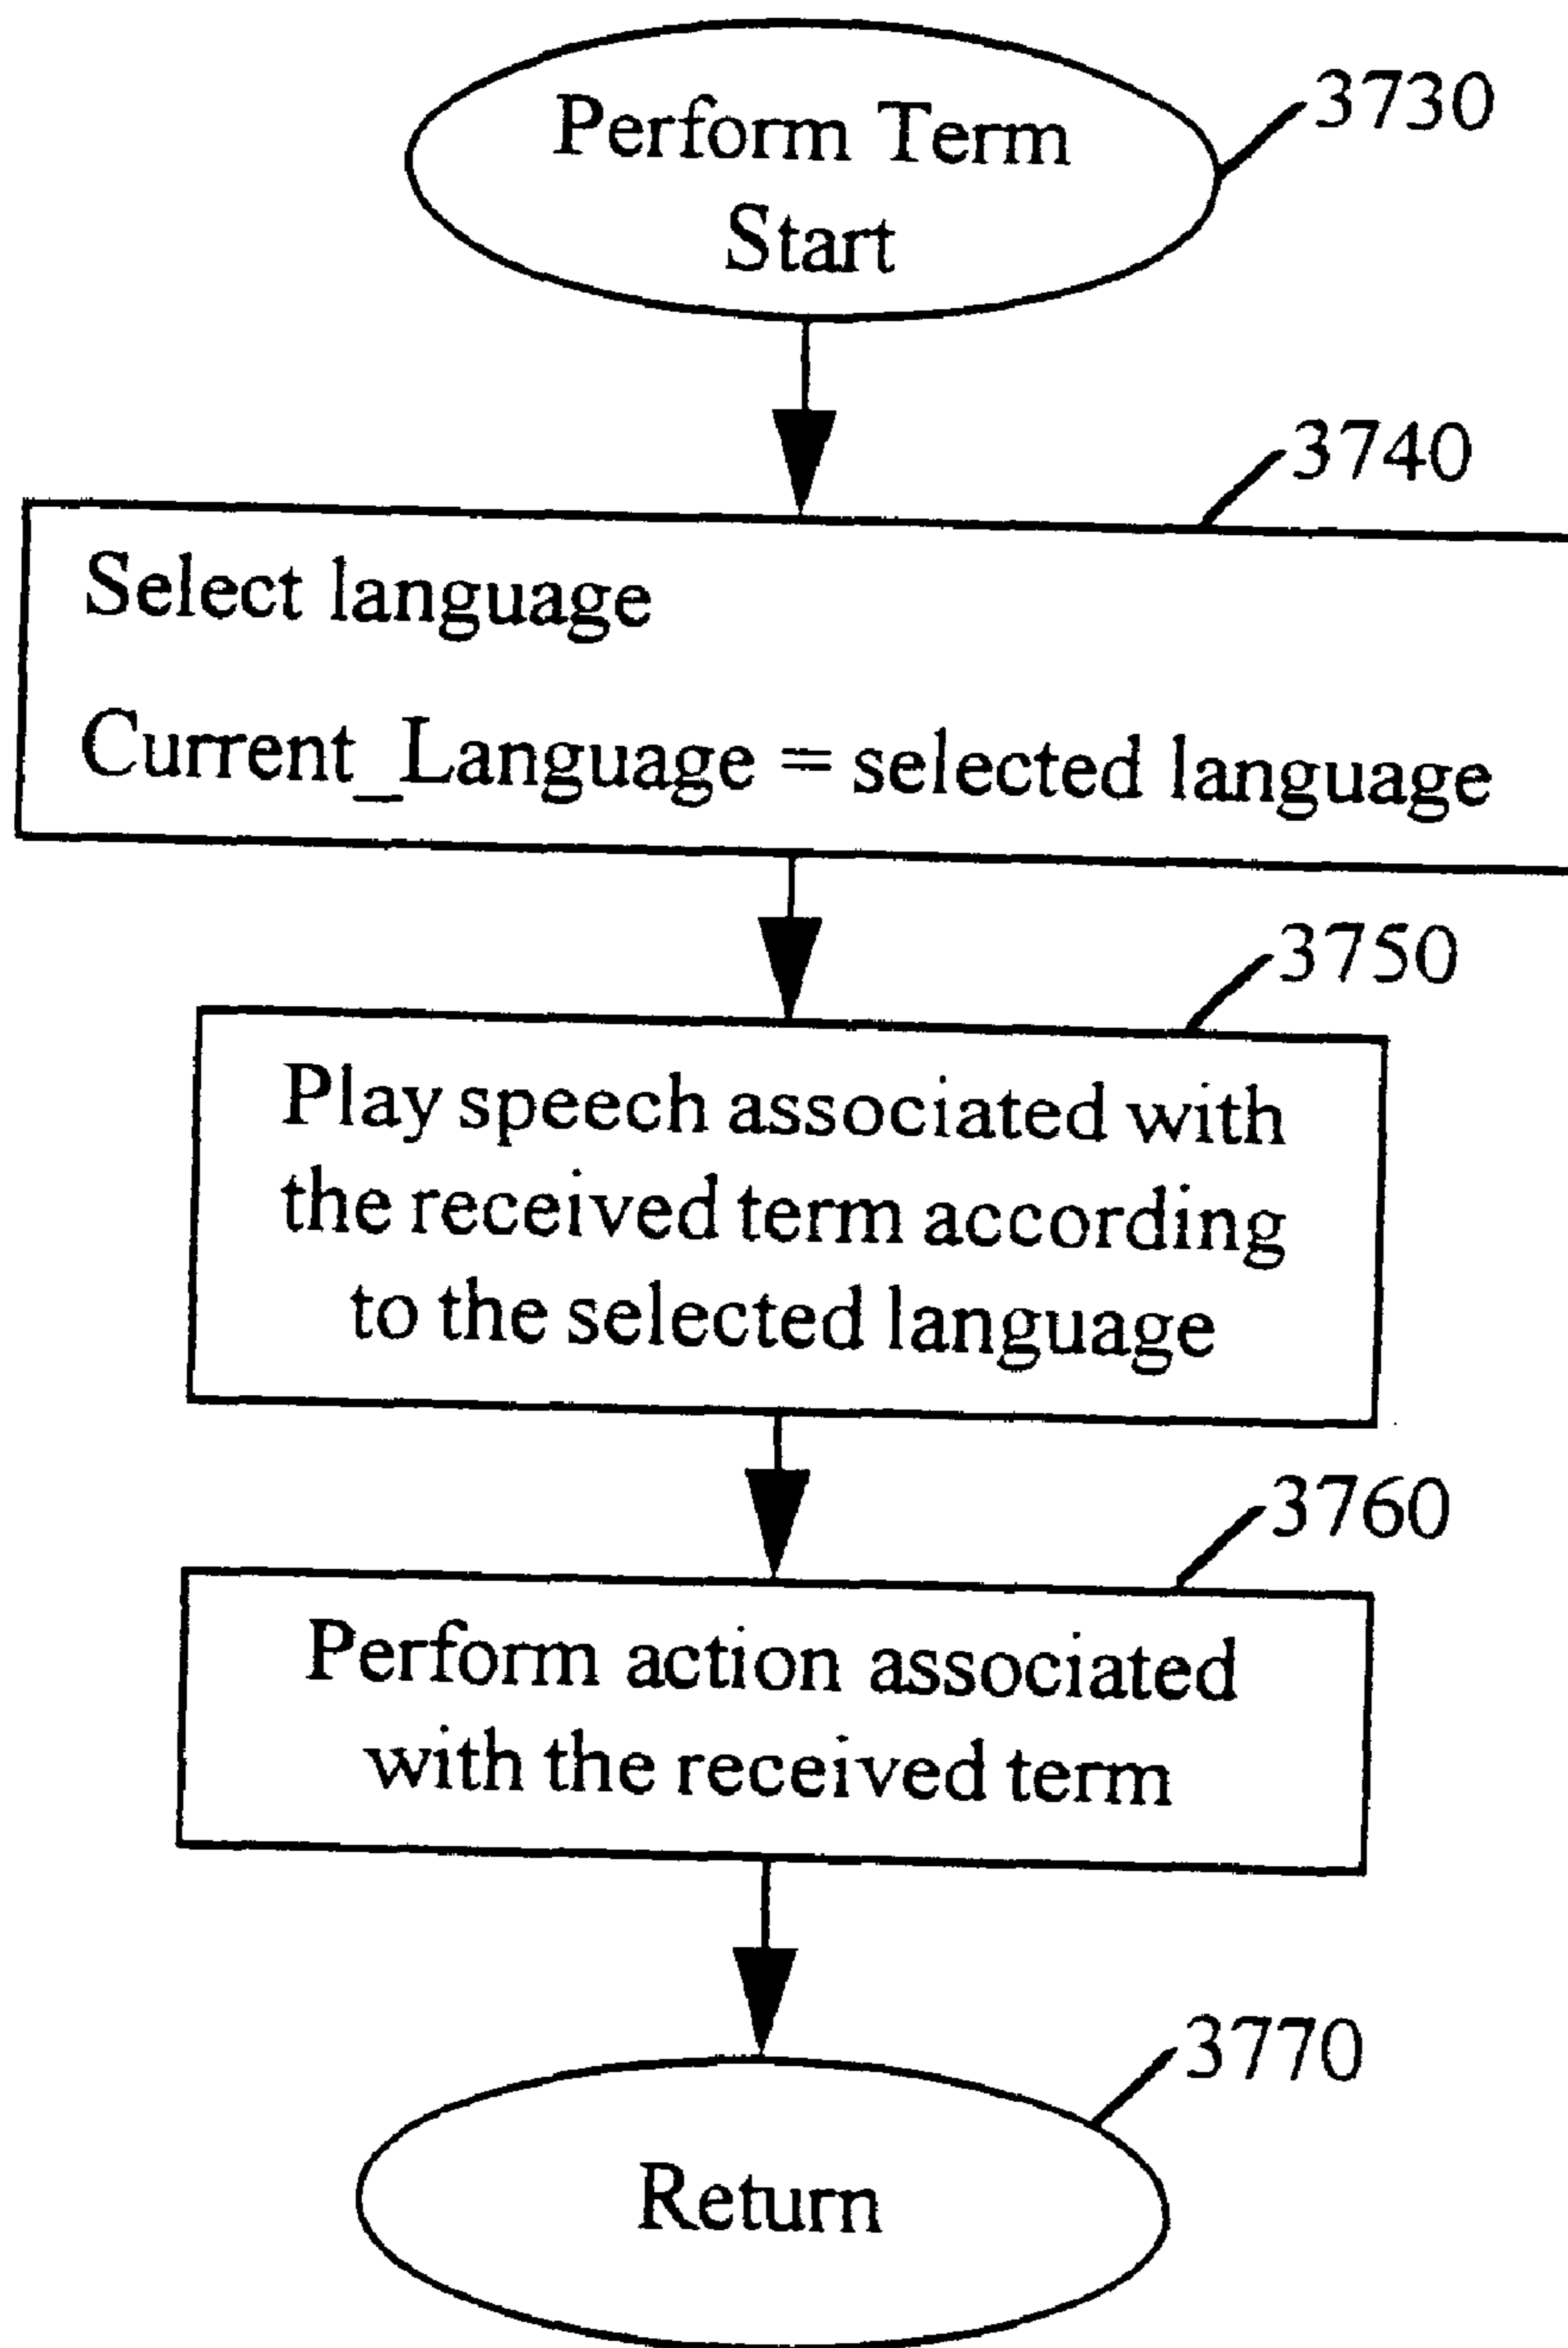 Perform Term
Start
3730
3740
Select language
Current_Language = selected language
3750
Play speech associated with
the received term according
to the selected language
3760
Perform action associated
with the received term
3770
Return